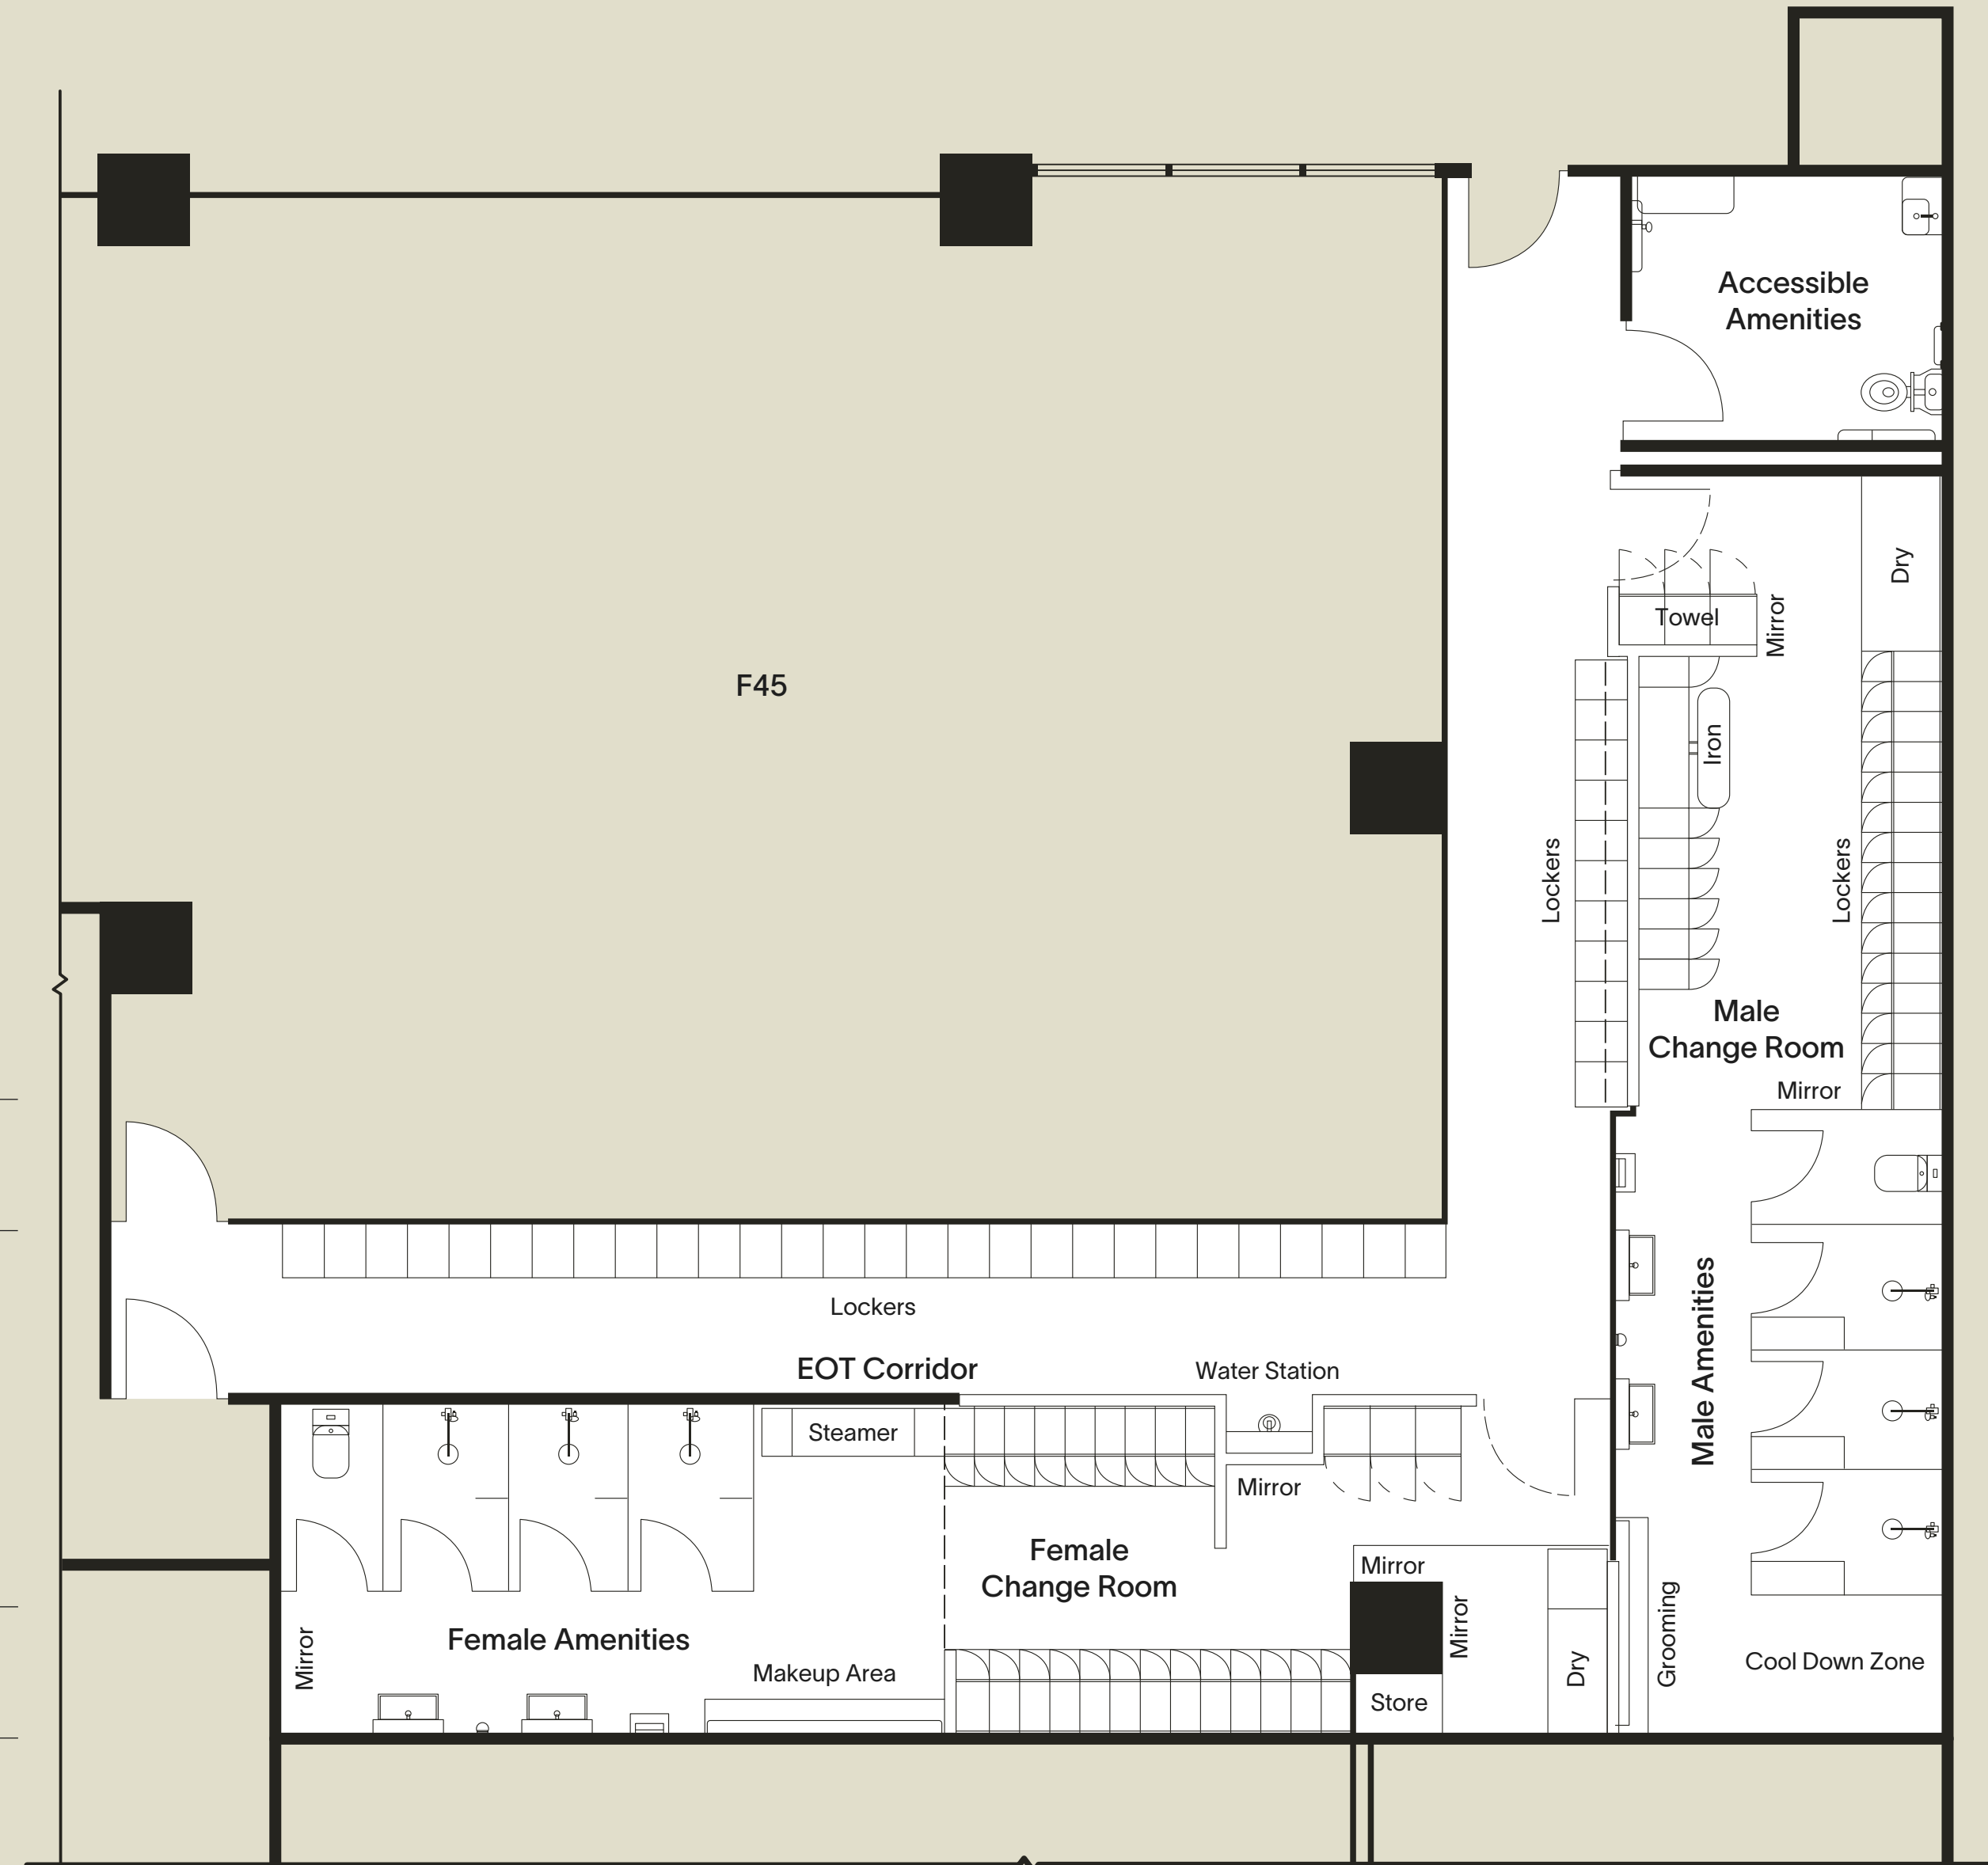 Accessible
Amenities
Dry
Towel
Mirror
F45
Iron
Lockers
Lockers
Male
Change Room
Mirror
Lockers
EOT Corridor
Water Station
Male Amenities
Steamer
Mirror
Female
Change Room
Mirror
Mirror
Grooming
Female Amenities
Mirror
Makeup Area
Dry
Cool Down Zone
Store